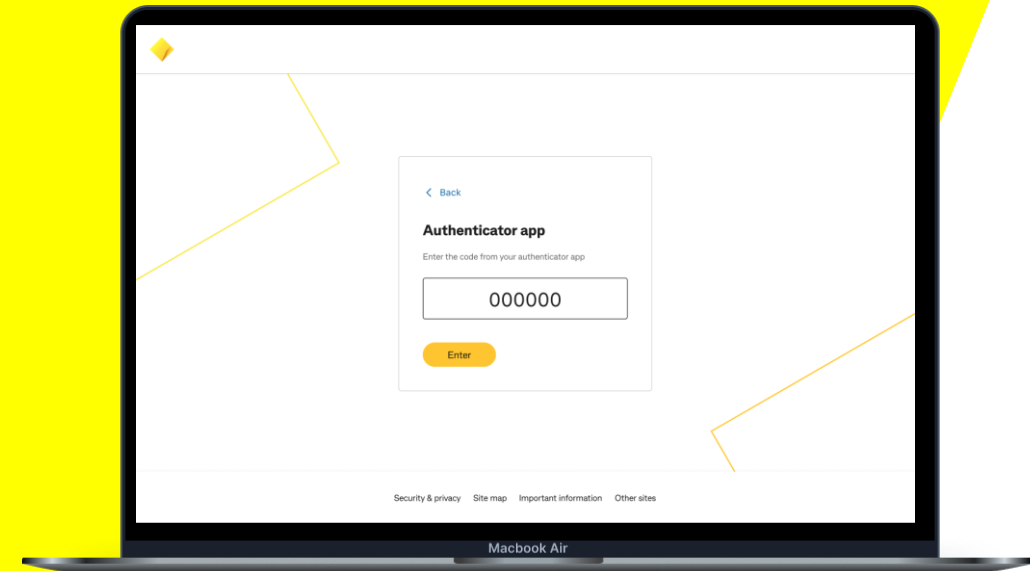 Back
Authenticator app
Enter the code from your authenticator app
000000
Enter
Security & privacy Site map Important information Other sites
Macbook Air